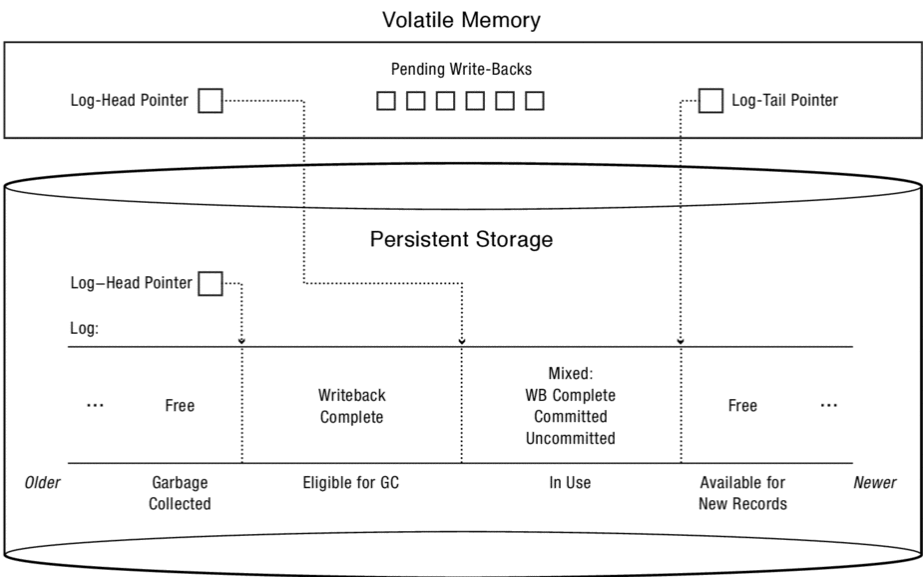 Volatile Memory
Pending Write-Backs
Log-Head Pointer
Log-Tail Pointer
Persistent Storage
Log–Head Pointer
Log:
...
Free
Writeback
Complete
Mixed:
WB Complete
Committed
Uncommitted
Free
...
Older
Garbage
Collected
Eligible for GC
In Use
Available for
New Records
Newer